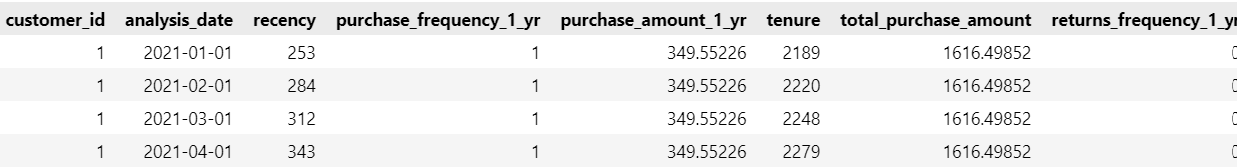 customer_id analysis_date recency purchase_frequency_1_yr purchase_amount_1_yr tenure total_purchase_amount returns_frequency_1_yr
1 2021-01-01 253 1 349.55226 2189 1616.49852
1 2021-02-01 284 1 349.55226 2220 1616.49852
1 2021-03-01 312 1 349.55226 2248 1616.49852
1 2021-04-01 343 1 349.55226 2279 1616.49852